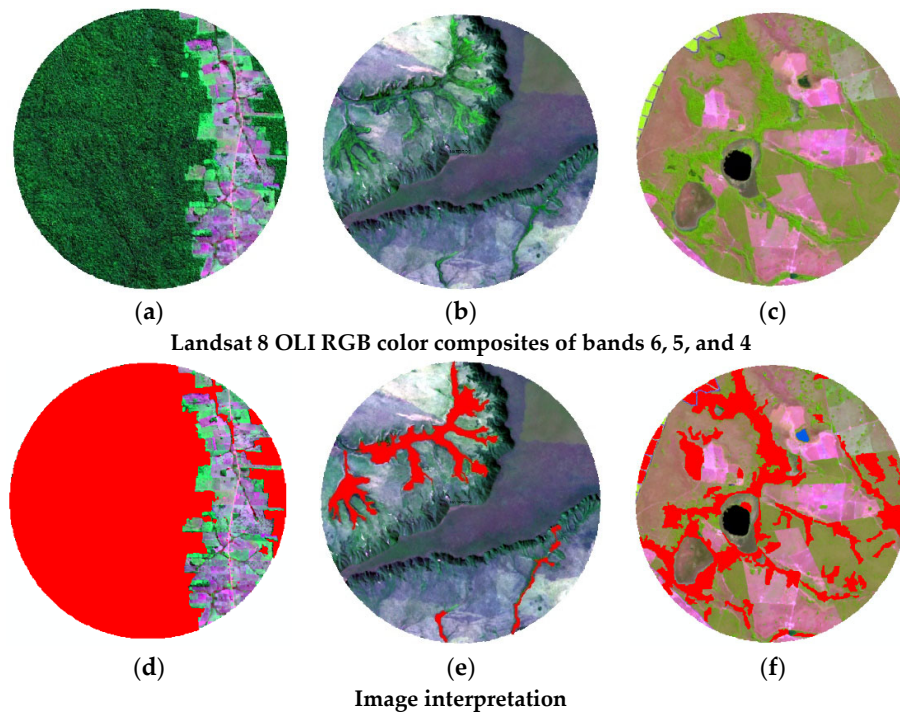 (a) (b) (c)
Landsat 8 OLI RGB color composites of bands 6, 5, and 4
(d) (e) (f)
Image interpretation